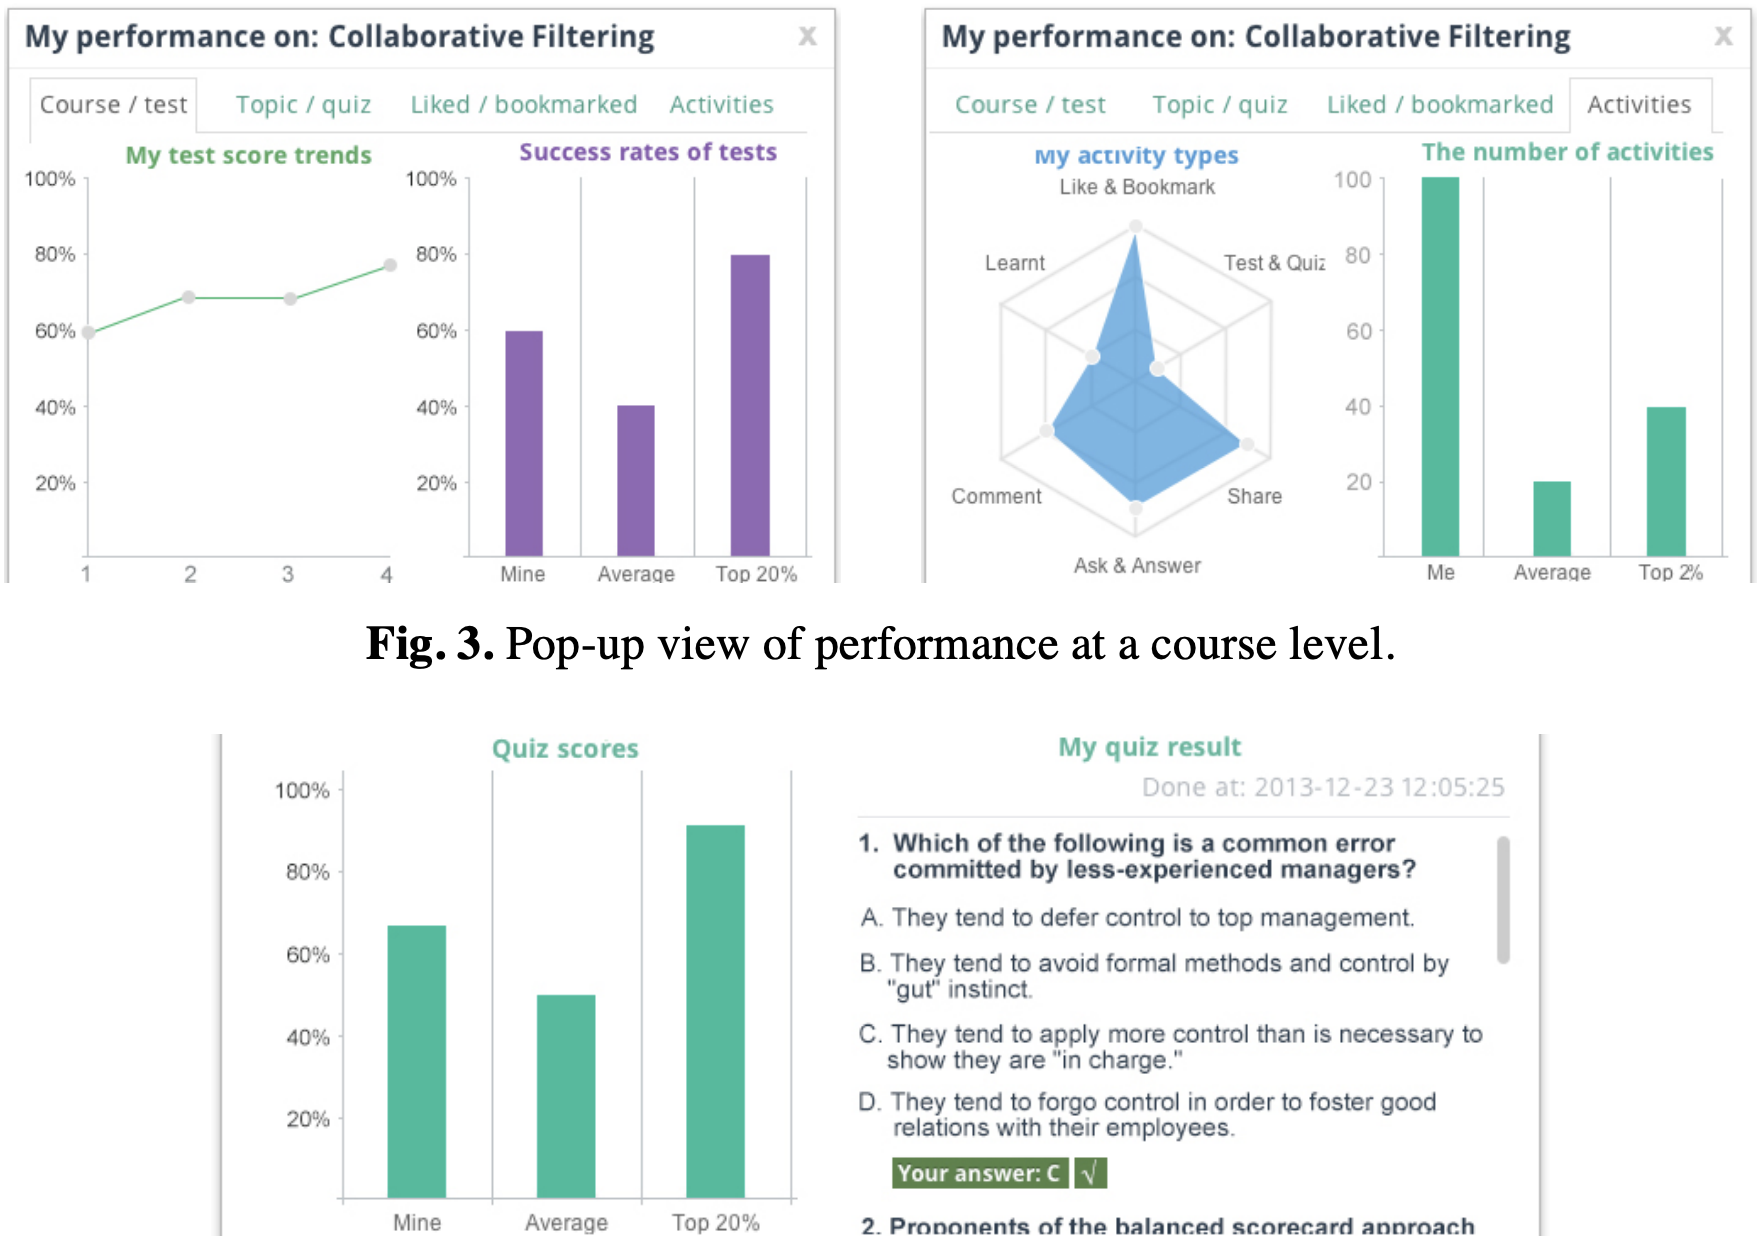 My performance on: Collaborative Filtering
x
Course / test
Topic / quiz
Liked / bookmarked
Activities
My test score trends
100%
80%
60%
40%
20%
1
2
3
4
Success rates of tests
100%
80%
60%
40%
20%
Mine
Average
Top 20%
My performance on: Collaborative Filtering
x
Course / test
Topic / quiz
Liked / bookmarked
Activities
My activity types
Like & Bookmark
Learnt
Test & Quiz
Comment
Share
Ask & Answer
The number of activities
100
80
60
40
20
Me
Average
Top 2%
Fig. 3. Pop-up view of performance at a course level.
Quiz scores
100%
80%
60%
40%
20%
Mine
Average
Top 20%
My quiz result
Done at: 2013-12-23 12:05:25
1. Which of the following is a common error
committed by less-experienced managers?
A. They tend to defer control to top management.
B. They tend to avoid formal methods and control by
"gut" instinct.
C. They tend to apply more control than is necessary to
show they are "in charge."
D. They tend to forgo control in order to foster good
relations with their employees.
Your answer: C √
2. Proponents of the balanced scorecard approach